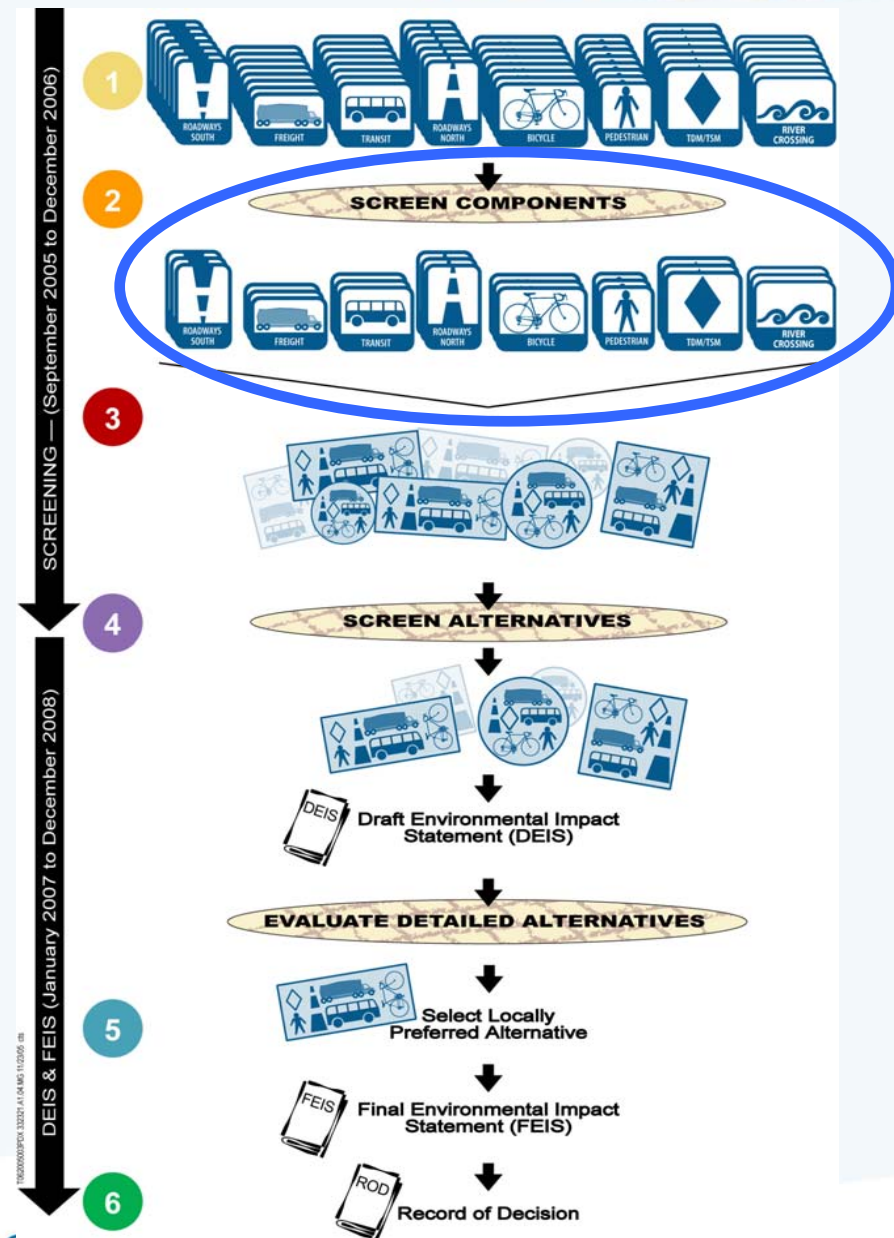 SCREENING — (September 2005 to December 2006)
1
ROADWAYS
SOUTH
FREIGHT
TRANSIT
ROADWAYS
NORTH
BICYCLE
PEDESTRIAN
TDM/TSM
RIVER
CROSSING
2
SCREEN COMPONENTS
ROADWAYS
SOUTH
FREIGHT
TRANSIT
ROADWAYS
NORTH
BICYCLE
PEDESTRIAN
TDM/TSM
RIVER
CROSSING
3
4
SCREEN ALTERNATIVES
DEIS & FEIS (January 2007 to December 2008)
DEIS
Draft Environmental Impact
Statement (DEIS)
EVALUATE DETAILED ALTERNATIVES
5
Select Locally
Preferred Alternative
FEIS
Final Environmental Impact
Statement (FEIS)
6
ROD
Record of Decision